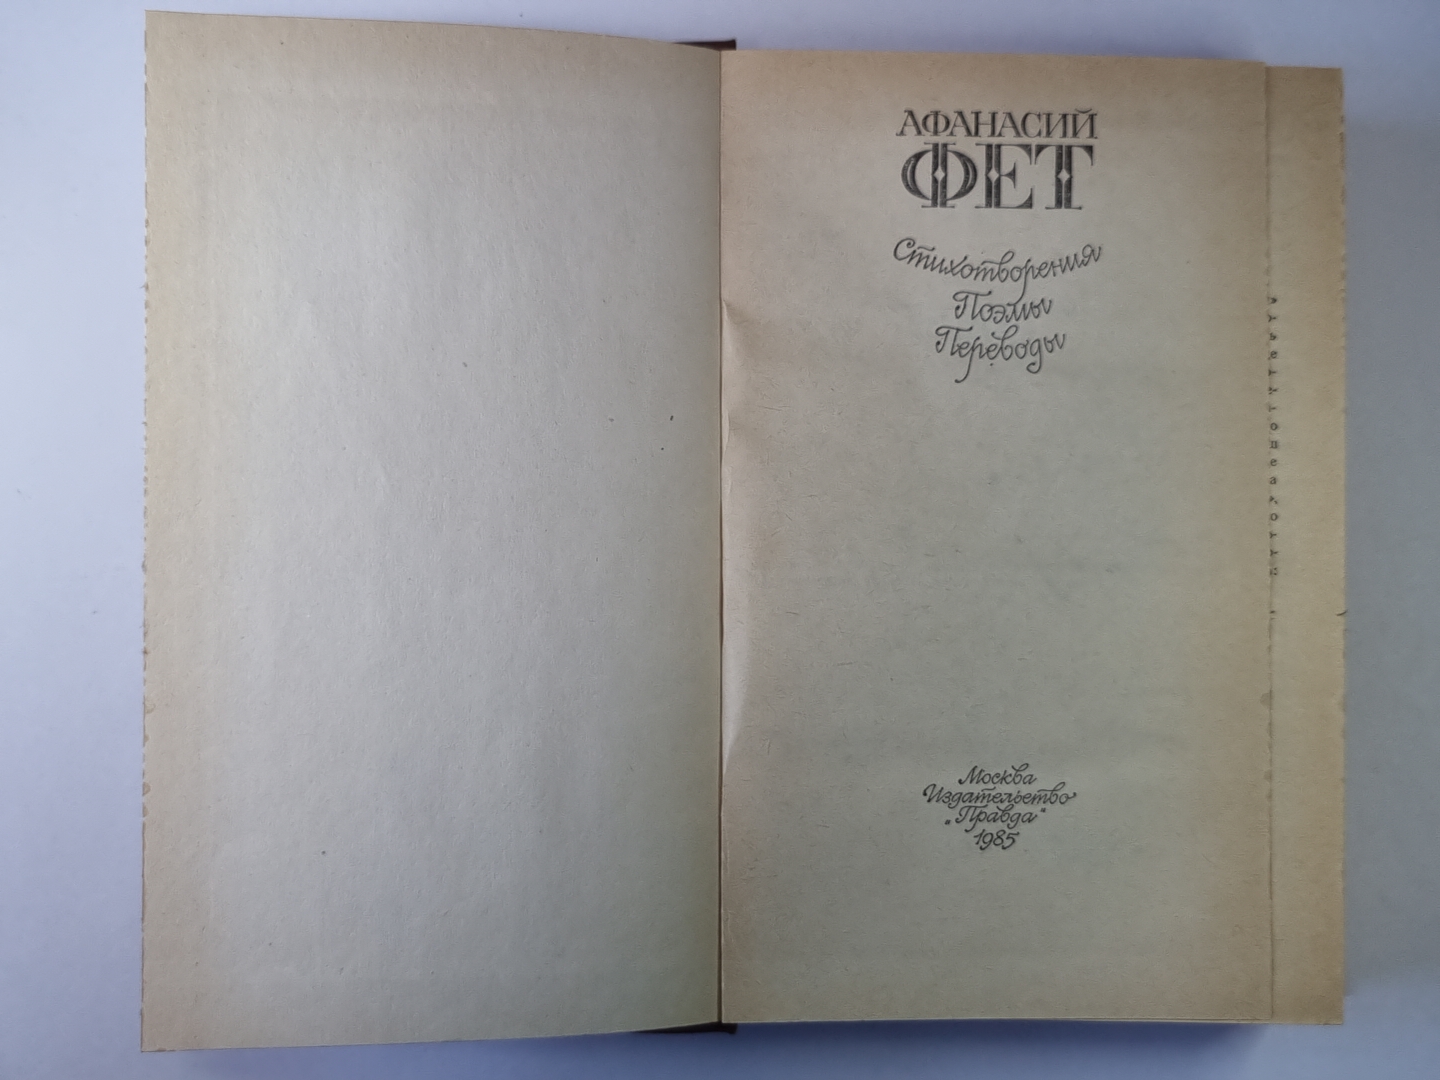 АФАНАСИЙ
ФЕТ
Стихотворения
Поэмы
Переводы
Москва
Издательство
„Правда“
1985